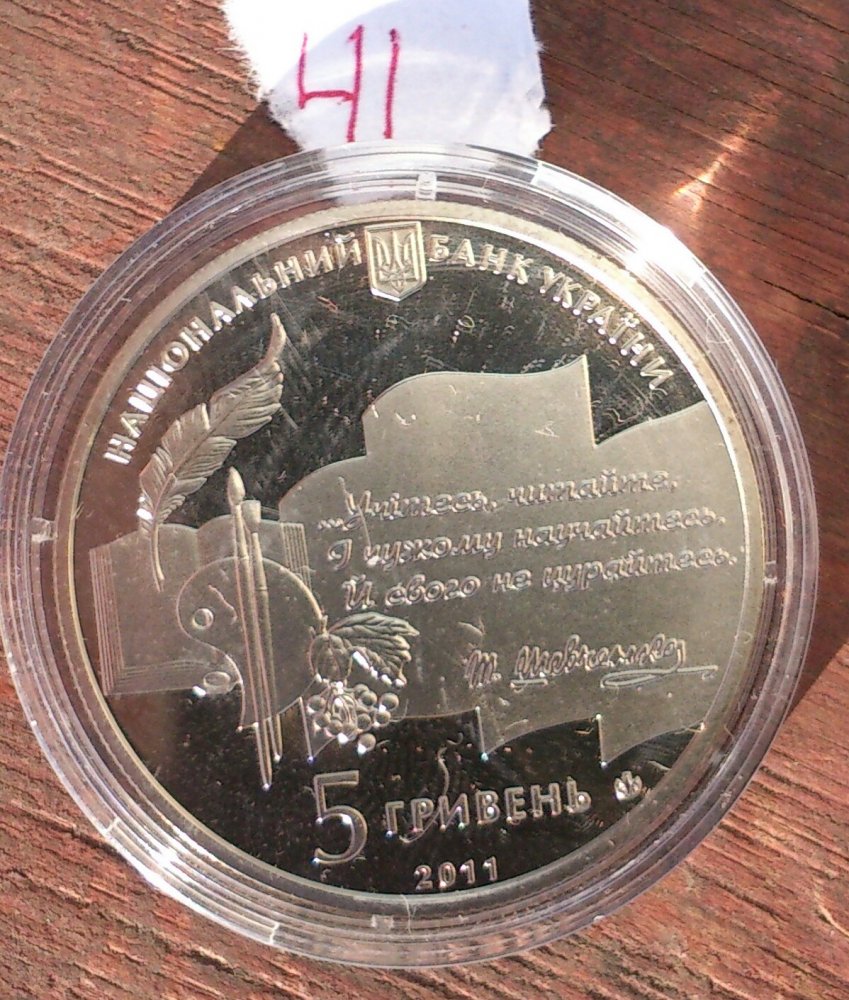 41
НАЦІОНАЛЬНИЙ БАНК УКРАЇНИ
...Учітесь, читайте,
І чужому научайтесь,
Й свого не цурайтесь.
Т. Шевченко
5 ГРИВЕНЬ
2011